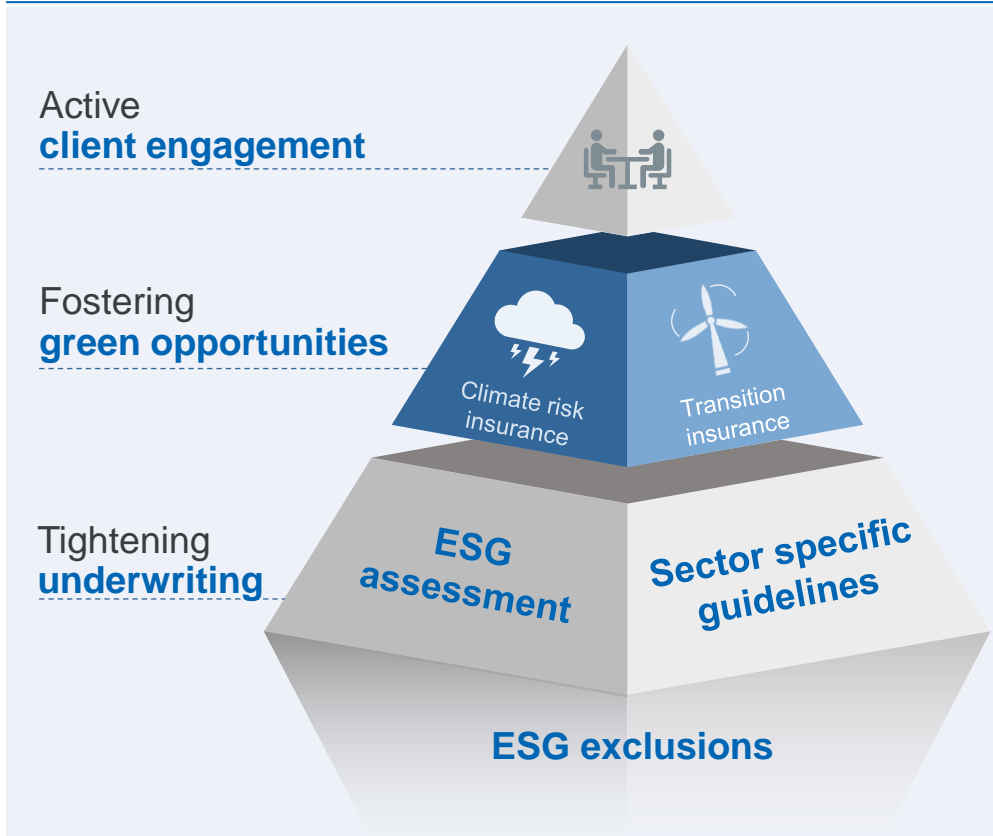 Active
client engagement
Fostering
green opportunities
Climate risk
insurance
Transition
insurance
Tightening
underwriting
ESG
assessment
Sector specific
guidelines
ESG exclusions